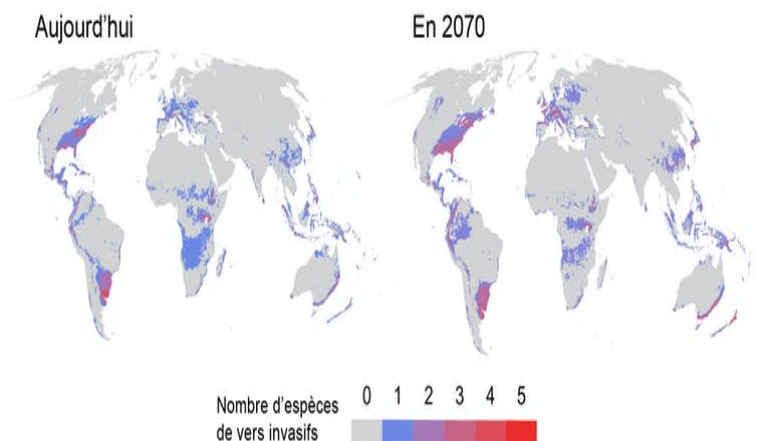 Aujourd’hui
En 2070
0 1 2 3 4 5
Nombre d’espèces
de vers invasifs